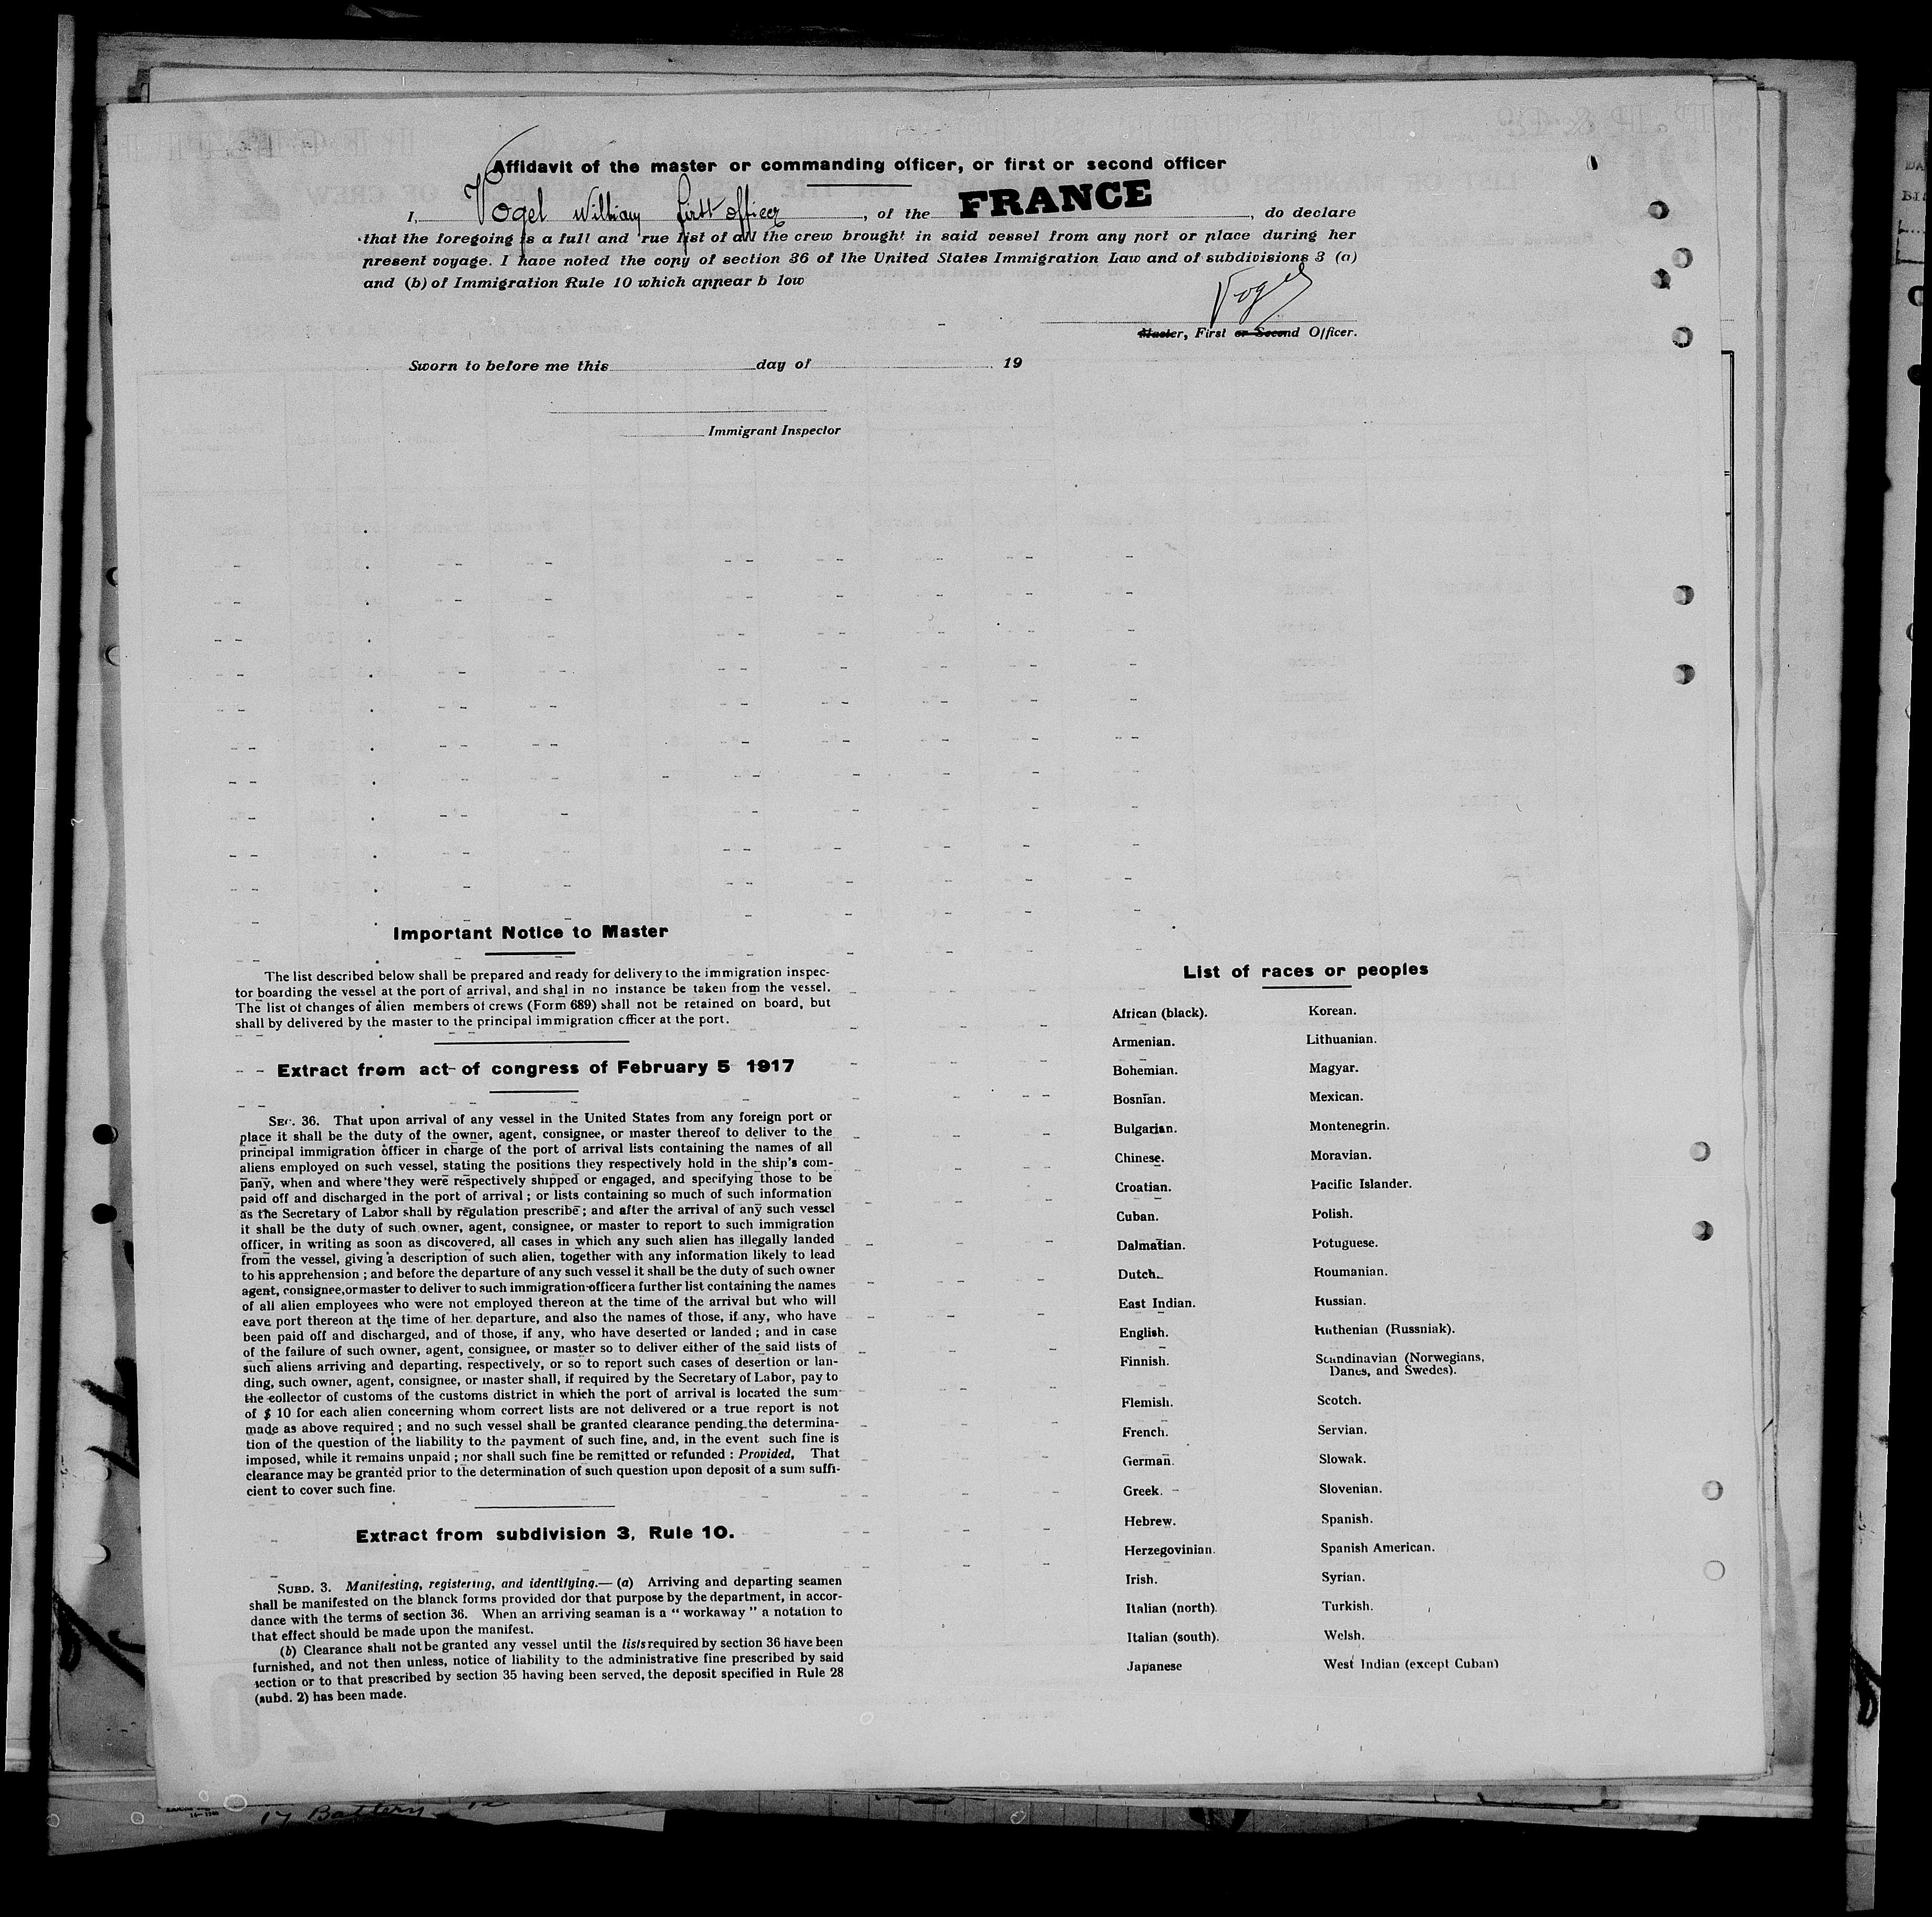 Affidavit of the master or commanding officer, or first or second officer
I, Vogel William first officer, of the FRANCE, do declare
that the foregoing is a full and rue list of all the crew brought in said vessel from any port or place during her
present voyage. I have noted the copy of section 36 of the United States Immigration Law and of subdivisions 3 (a)
and (b) of Immigration Rule 10 which appear b low
Vogel
Master, First or Second Officer.
Sworn to before me this day of 19
Immigrant Inspector
Important Notice to Master
The list described below shall be prepared and ready for delivery to the immigration inspec-
tor boarding the vessel at the port of arrival, and shal in no instance be taken from the vessel.
The list of changes of alien members of crews (Form 689) shall not be retained on board, but
shall by delivered by the master to the principal immigration officer at the port.
Extract from act of congress of February 5 1917
SEC. 36. That upon arrival of any vessel in the United States from any foreign port or
place it shall be the duty of the owner, agent, consignee, or master thereof to deliver to the
principal immigration officer in charge of the port of arrival lists containing the names of all
aliens employed on such vessel, stating the positions they respectively hold in the ship's com-
pany, when and where they were respectively shipped or engaged, and specifying those to be
paid off and discharged in the port of arrival ; or lists containing so much of such information
as the Secretary of Labor shall by regulation prescribe ; and after the arrival of any such vessel
it shall be the duty of such owner, agent, consignee, or master to report to such immigration
officer, in writing as soon as discovered, all cases in which any such alien has illegally landed
from the vessel, giving a description of such alien, together with any information likely to lead
to his apprehension ; and before the departure of any such vessel it shall be the duty of such owner
agent, consignee, or master to deliver to such immigration officer a further list containing the names
of all alien employees who were not employed thereon at the time of the arrival but who will
eave port thereon at the time of her departure, and also the names of those, if any, who have
been paid off and discharged, and of those, if any, who have deserted or landed ; and in case
of the failure of such owner, agent, consignee, or master so to deliver either of the said lists of
such aliens arriving and departing, respectively, or so to report such cases of desertion or lan-
ding, such owner, agent, consignee, or master shall, if required by the Secretary of Labor, pay to
the collector of customs of the customs district in which the port of arrival is located the sum
of $ 10 for each alien concerning whom correct lists are not delivered or a true report is not
made as above required ; and no such vessel shall be granted clearance pending the determina-
tion of the question of the liability to the payment of such fine, and, in the event such fine is
imposed, while it remains unpaid ; nor shall such fine be remitted or refunded : Provided, That
clearance may be granted prior to the determination of such question upon deposit of a sum suffi-
cient to cover such fine.
Extract from subdivision 3, Rule 10.
SUBD. 3. Manifesting, registering, and identifying.— (a) Arriving and departing seamen
shall be manifested on the blanck forms provided dor that purpose by the department, in accor-
dance with the terms of section 36. When an arriving seaman is a " workaway " a notation to
that effect should be made upon the manifest.
(b) Clearance shall not be granted any vessel until the lists required by section 36 have been
furnished, and not then unless, notice of liability to the administrative fine prescribed by said
section or to that prescribed by section 35 having been served, the deposit specified in Rule 28
(subd. 2) has been made.
List of races or peoples
African (black). Korean.
Armenian. Lithuanian.
Bohemian. Magyar.
Bosnian. Mexican.
Bulgarian. Montenegrin.
Chinese. Moravian.
Croatian. Pacific Islander.
Cuban. Polish.
Dalmatian. Potuguese.
Dutch. Roumanian.
East Indian. Russian.
English. Ruthenian (Russniak).
Finnish. Scandinavian (Norwegians,
Danes, and Swedes).
Flemish. Scotch.
French. Servian.
German. Slowak.
Greek. Slovenian.
Hebrew. Spanish.
Herzegovinian. Spanish American.
Irish. Syrian.
Italian (north). Turkish.
Italian (south). Welsh.
Japanese West Indian (except Cuban)
17 Battery